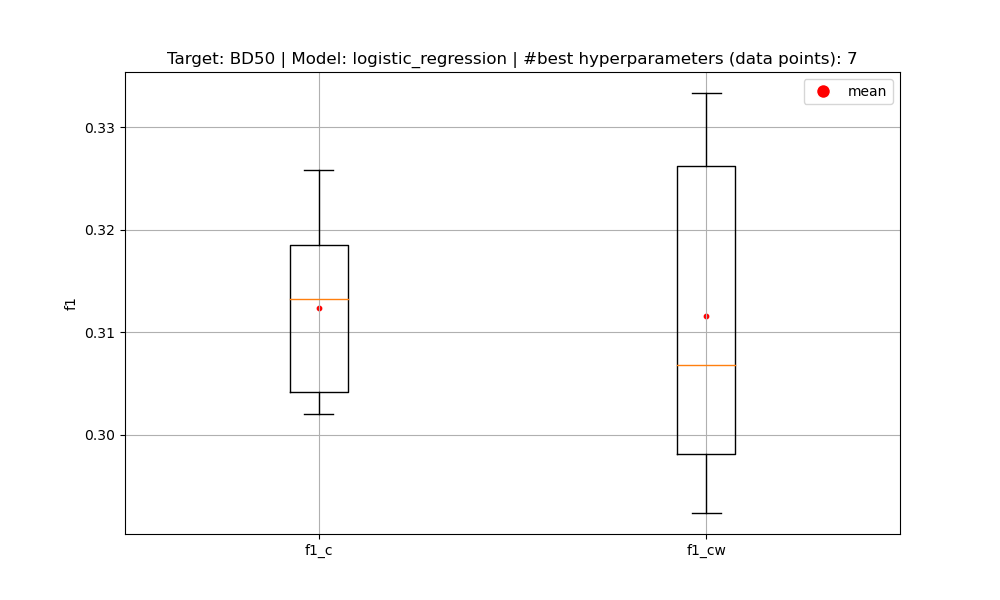 Target: BD50 | Model: logistic_regression | #best hyperparameters (data points): 7
mean
0.33
0.32
0.31
0.30
f1
f1_c
f1_cw